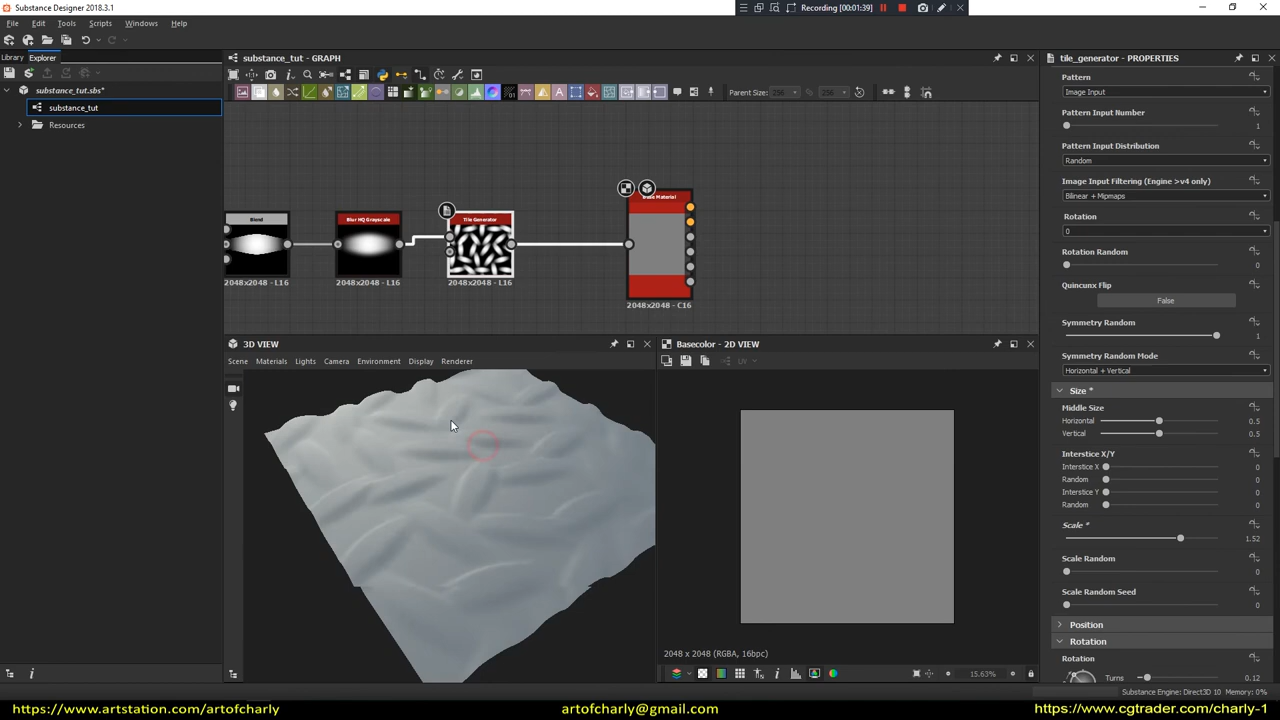 Substance Designer 2018.3.1
Recording [00:01:39]
File Edit Tools Scripts Windows Help
Library Explorer
substance_tut.sbs*
substance_tut
Resources
substance_tut - GRAPH
Parent Size: 256 256
Blend
2048x2048 - L16
Blur HQ Grayscale
2048x2048 - L16
Tile Generator
2048x2048 - L16
Base Material
2048x2048 - C16
3D VIEW
Scene Materials Lights Camera Environment Display Renderer
Basecolor - 2D VIEW
UV
2048 x 2048 (RGBA, 16bpc)
15.63%
tile_generator - PROPERTIES
Pattern
Image Input
Pattern Input Number
1
Pattern Input Distribution
Random
Image Input Filtering (Engine >v4 only)
Bilinear + Mipmaps
Rotation
0
Rotation Random
0
Quincunx Flip
False
Symmetry Random
1
Symmetry Random Mode
Horizontal + Vertical
Size *
Middle Size
Horizontal 0.5
Vertical 0.5
Interstice X/Y
Interstice X 0
Random 0
Interstice Y 0
Random 0
Scale *
1.52
Scale Random
0
Scale Random Seed
0
Position
Rotation
Rotation
Turns 0.12
Substance Engine: Direct3D 10 Memory: 0%
https://www.artstation.com/artofcharly
artofcharly@gmail.com
https://www.cgtrader.com/charly-1